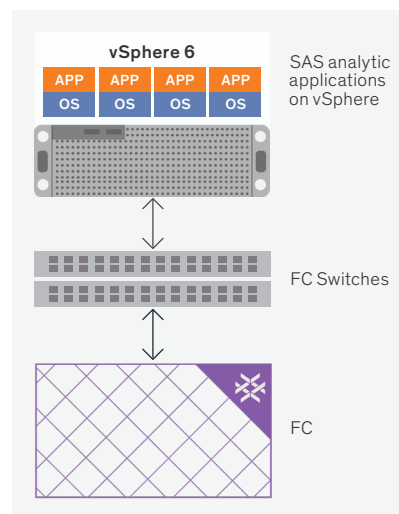 vSphere 6
APP APP APP APP
OS OS OS OS
SAS analytic
applications
on vSphere
FC Switches
FC